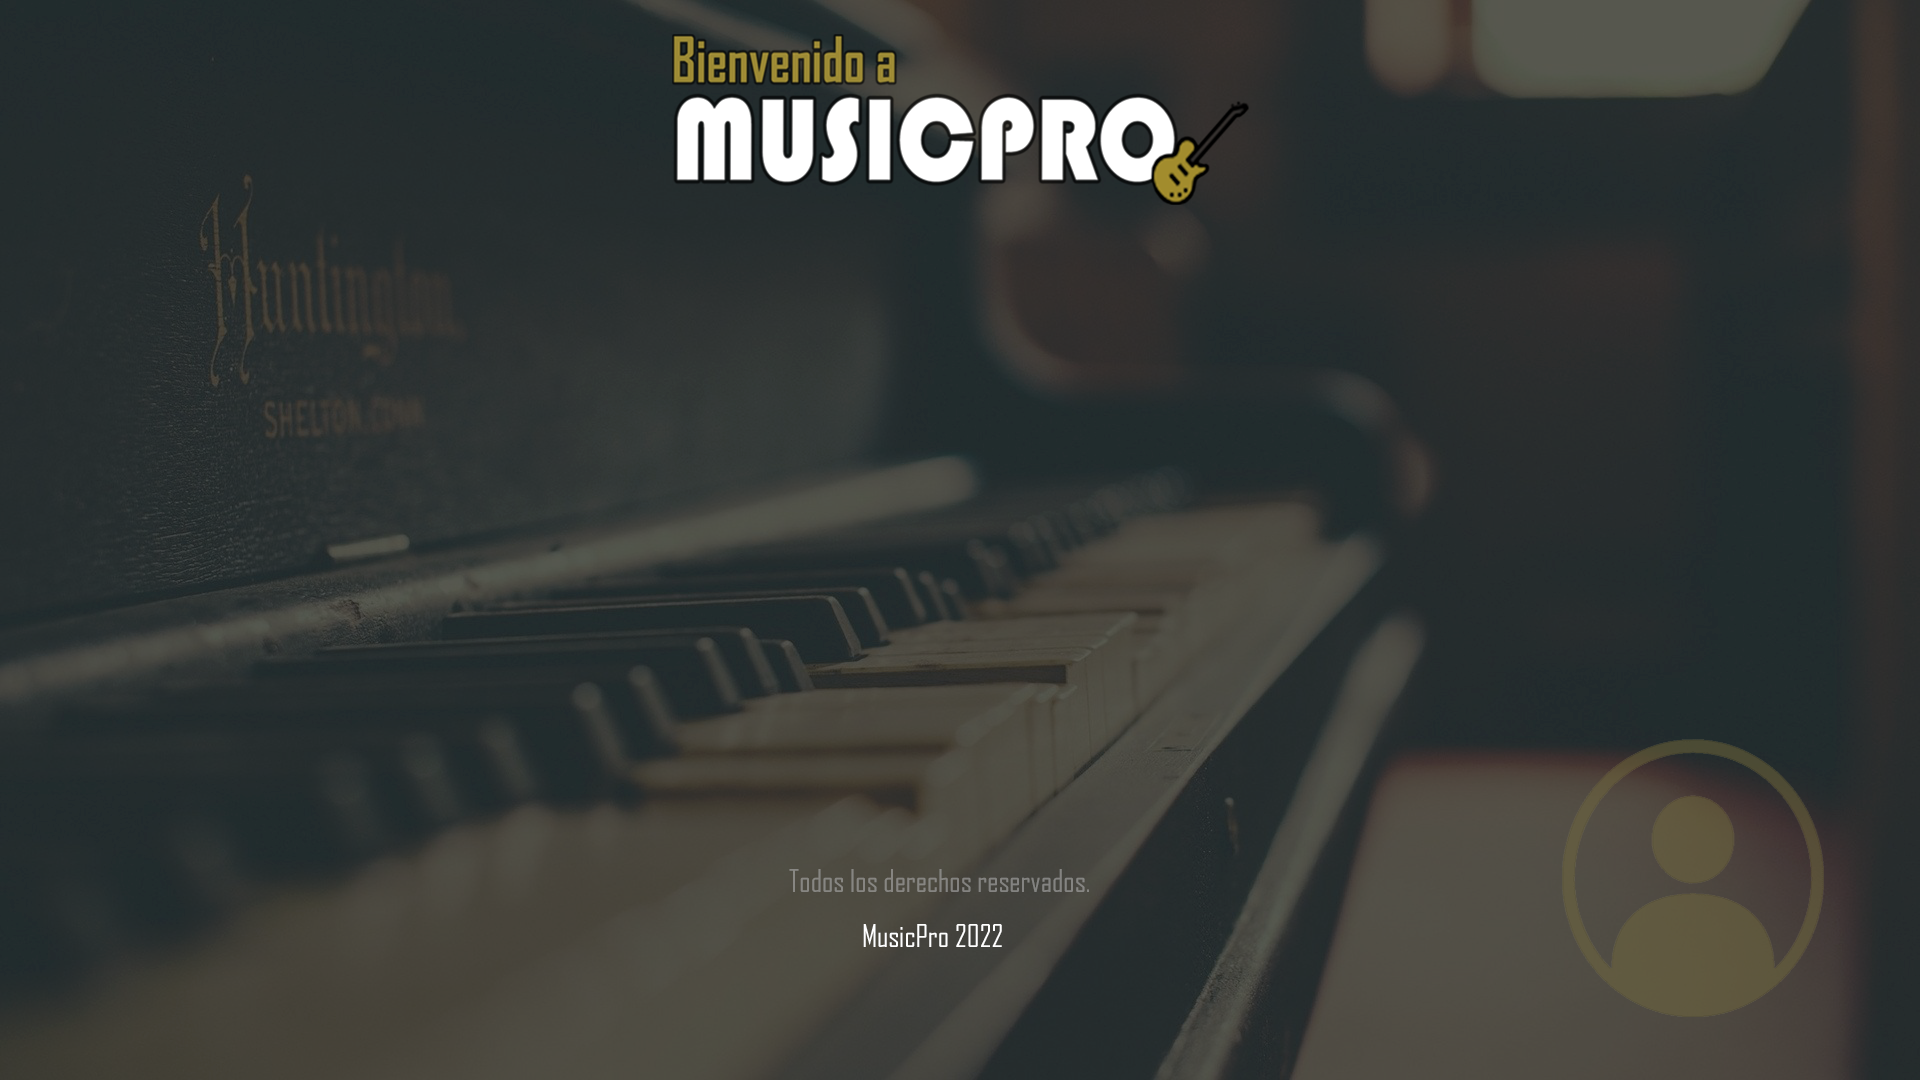 Bienvenido a
MUSICPRO
Huntington
SHELTON, CONN
Todos los derechos reservados.
MusicPro 2022